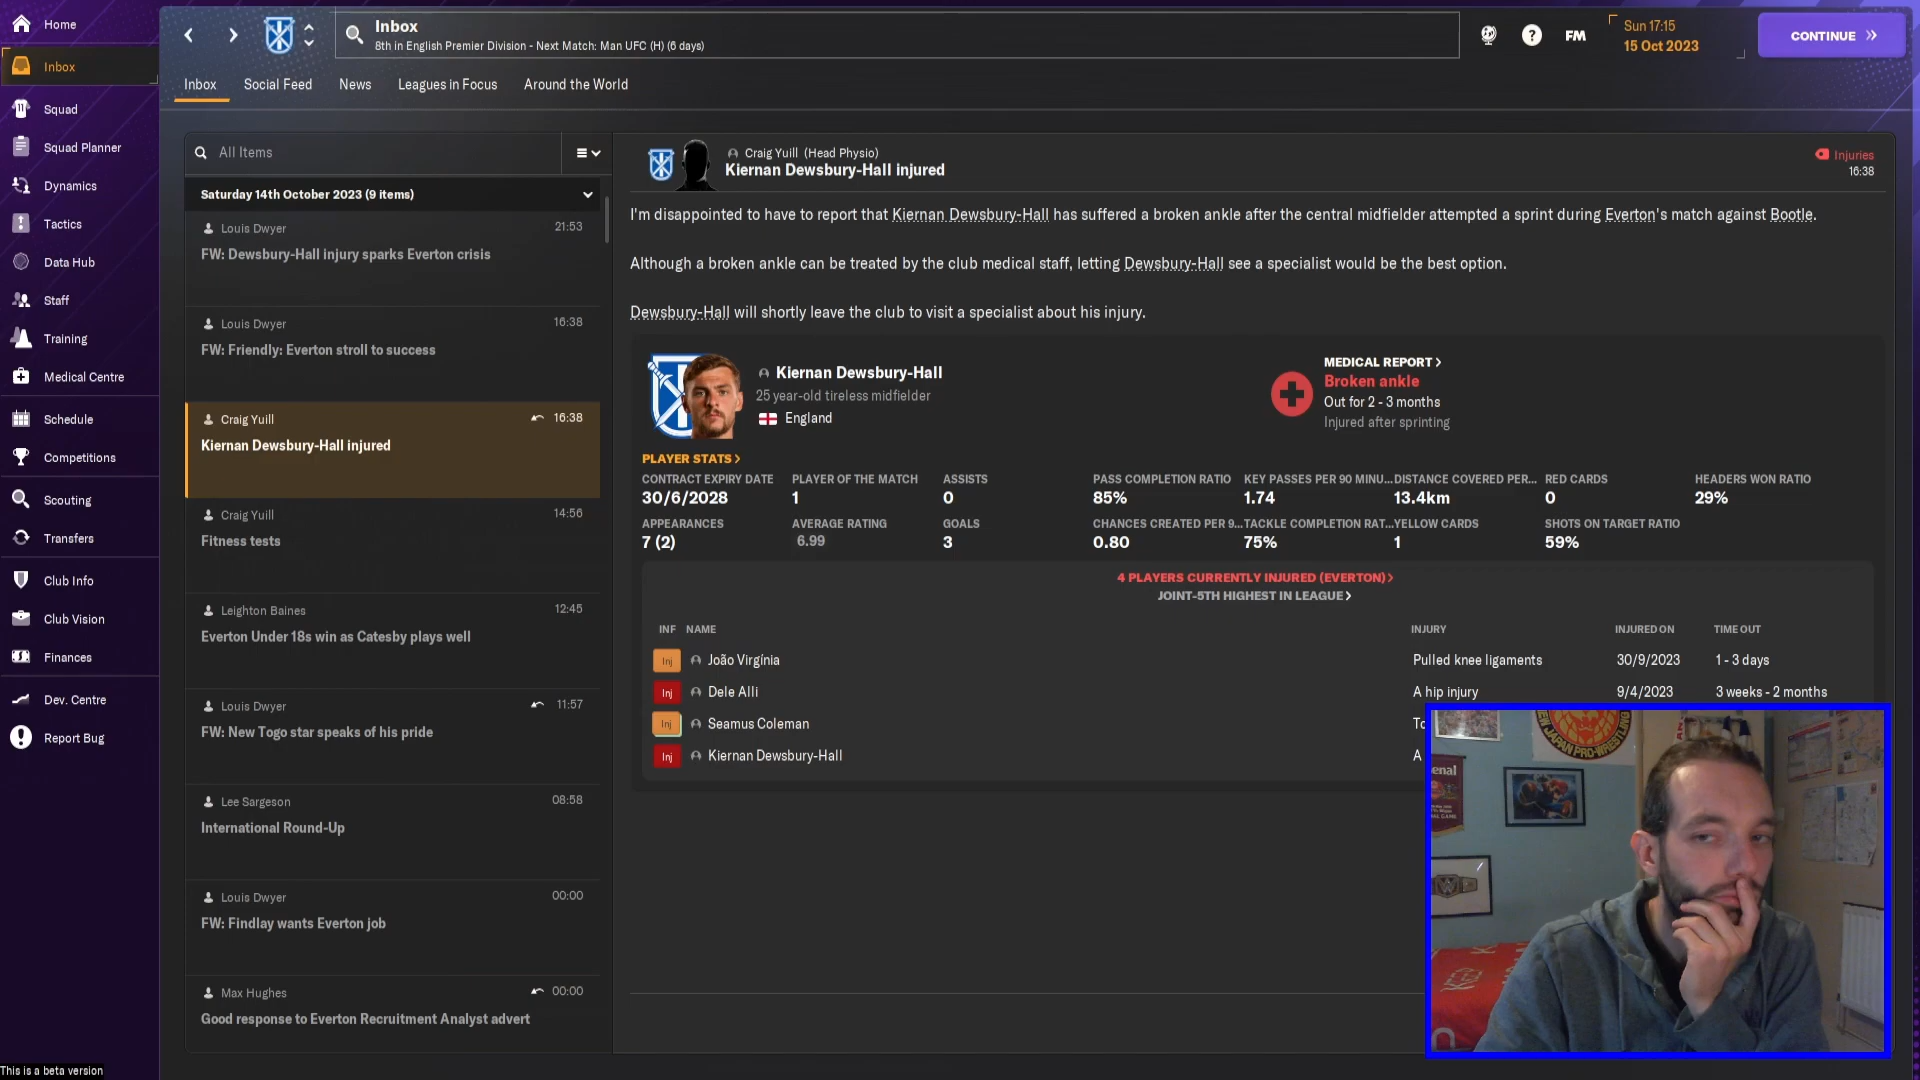 Home
Inbox
Squad
Squad Planner
Dynamics
Tactics
Data Hub
Staff
Training
Medical Centre
Schedule
Competitions
Scouting
Transfers
Club Info
Club Vision
Finances
Dev. Centre
Report Bug
This is a beta version
Inbox
8th in English Premier Division - Next Match: Man UFC (H) (6 days)
FM
Sun 17:15
15 Oct 2023
CONTINUE
Inbox Social Feed News Leagues in Focus Around the World
All Items
Saturday 14th October 2023 (9 items)
Louis Dwyer 21:53
FW: Dewsbury-Hall injury sparks Everton crisis
Louis Dwyer 16:38
FW: Friendly: Everton stroll to success
Craig Yuill 16:38
Kiernan Dewsbury-Hall injured
Craig Yuill 14:56
Fitness tests
Leighton Baines 12:45
Everton Under 18s win as Catesby plays well
Louis Dwyer 11:57
FW: New Togo star speaks of his pride
Lee Sargeson 08:58
International Round-Up
Louis Dwyer 00:00
FW: Findlay wants Everton job
Max Hughes 00:00
Good response to Everton Recruitment Analyst advert
Craig Yuill (Head Physio)
Kiernan Dewsbury-Hall injured
Injuries
16:38
I'm disappointed to have to report that Kiernan Dewsbury-Hall has suffered a broken ankle after the central midfielder attempted a sprint during Everton's match against Bootle.
Although a broken ankle can be treated by the club medical staff, letting Dewsbury-Hall see a specialist would be the best option.
Dewsbury-Hall will shortly leave the club to visit a specialist about his injury.
Kiernan Dewsbury-Hall
25 year-old tireless midfielder
England
MEDICAL REPORT >
Broken ankle
Out for 2 - 3 months
Injured after sprinting
PLAYER STATS >
CONTRACT EXPIRY DATE PLAYER OF THE MATCH ASSISTS PASS COMPLETION RATIO KEY PASSES PER 90 MINU... DISTANCE COVERED PER... RED CARDS HEADERS WON RATIO
30/6/2028 1 0 85% 1.74 13.4km 0 29%
APPEARANCES AVERAGE RATING GOALS CHANCES CREATED PER 9... TACKLE COMPLETION RAT... YELLOW CARDS SHOTS ON TARGET RATIO
7 (2) 6.99 3 0.80 75% 1 59%
4 PLAYERS CURRENTLY INJURED (EVERTON) >
JOINT-5TH HIGHEST IN LEAGUE >
INF NAME INJURY INJURED ON TIME OUT
Inj João Virgínia Pulled knee ligaments 30/9/2023 1 - 3 days
Inj Dele Alli A hip injury 9/4/2023 3 weeks - 2 months
Inj Seamus Coleman To
Inj Kiernan Dewsbury-Hall A
NEW JAPAN PRO-WRESTLING
enal